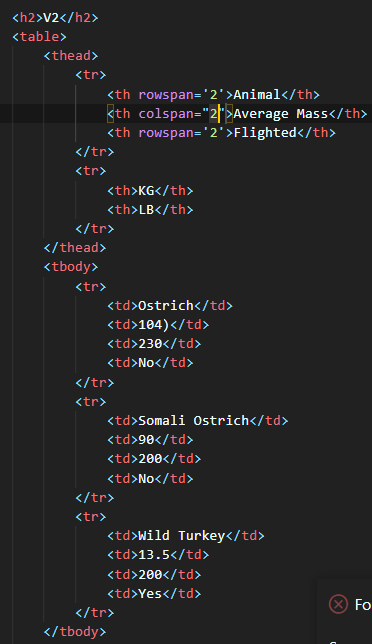 <h2>V2</h2>
<table>
<thead>
<tr>
<th rowspan='2'>Animal</th>
<th colspan="2">Average Mass</th>
<th rowspan='2'>Flighted</th>
</tr>
<tr>
<th>KG</th>
<th>LB</th>
</tr>
</thead>
<tbody>
<tr>
<td>Ostrich</td>
<td>104)</td>
<td>230</td>
<td>No</td>
</tr>
<tr>
<td>Somali Ostrich</td>
<td>90</td>
<td>200</td>
<td>No</td>
</tr>
<tr>
<td>Wild Turkey</td>
<td>13.5</td>
<td>200</td>
<td>Yes</td>
</tr>
</tbody>
Fo